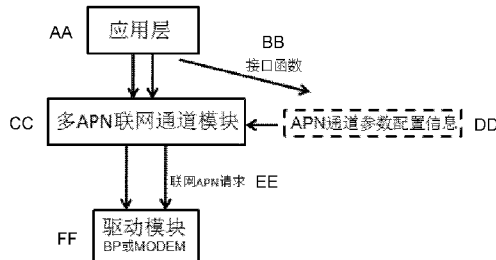 AA
应用层
BB
接口函数
CC
多APN联网通道模块
APN通道参数配置信息
DD
联网APN请求
EE
FF
驱动模块
BP或MODEM